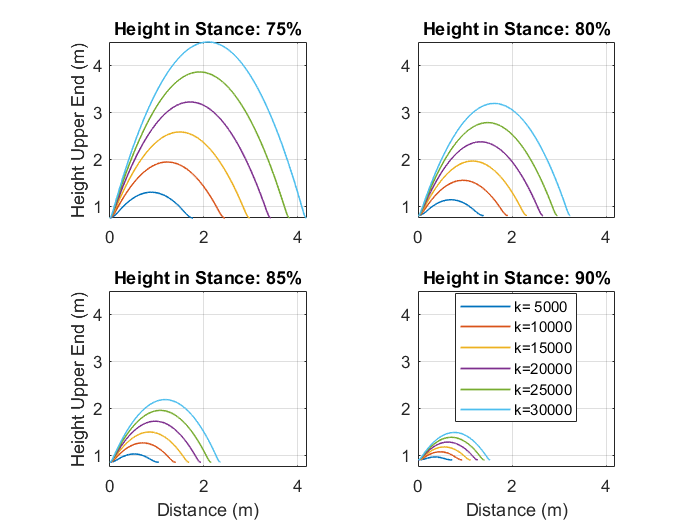 Height in Stance: 75%
Height Upper End (m)
4
3
2
1
0 2 4
Height in Stance: 80%
4
3
2
1
0 2 4
Height in Stance: 85%
Height Upper End (m)
4
3
2
1
0 2 4
Distance (m)
Height in Stance: 90%
4
3
2
1
k= 5000
k=10000
k=15000
k=20000
k=25000
k=30000
0 2 4
Distance (m)